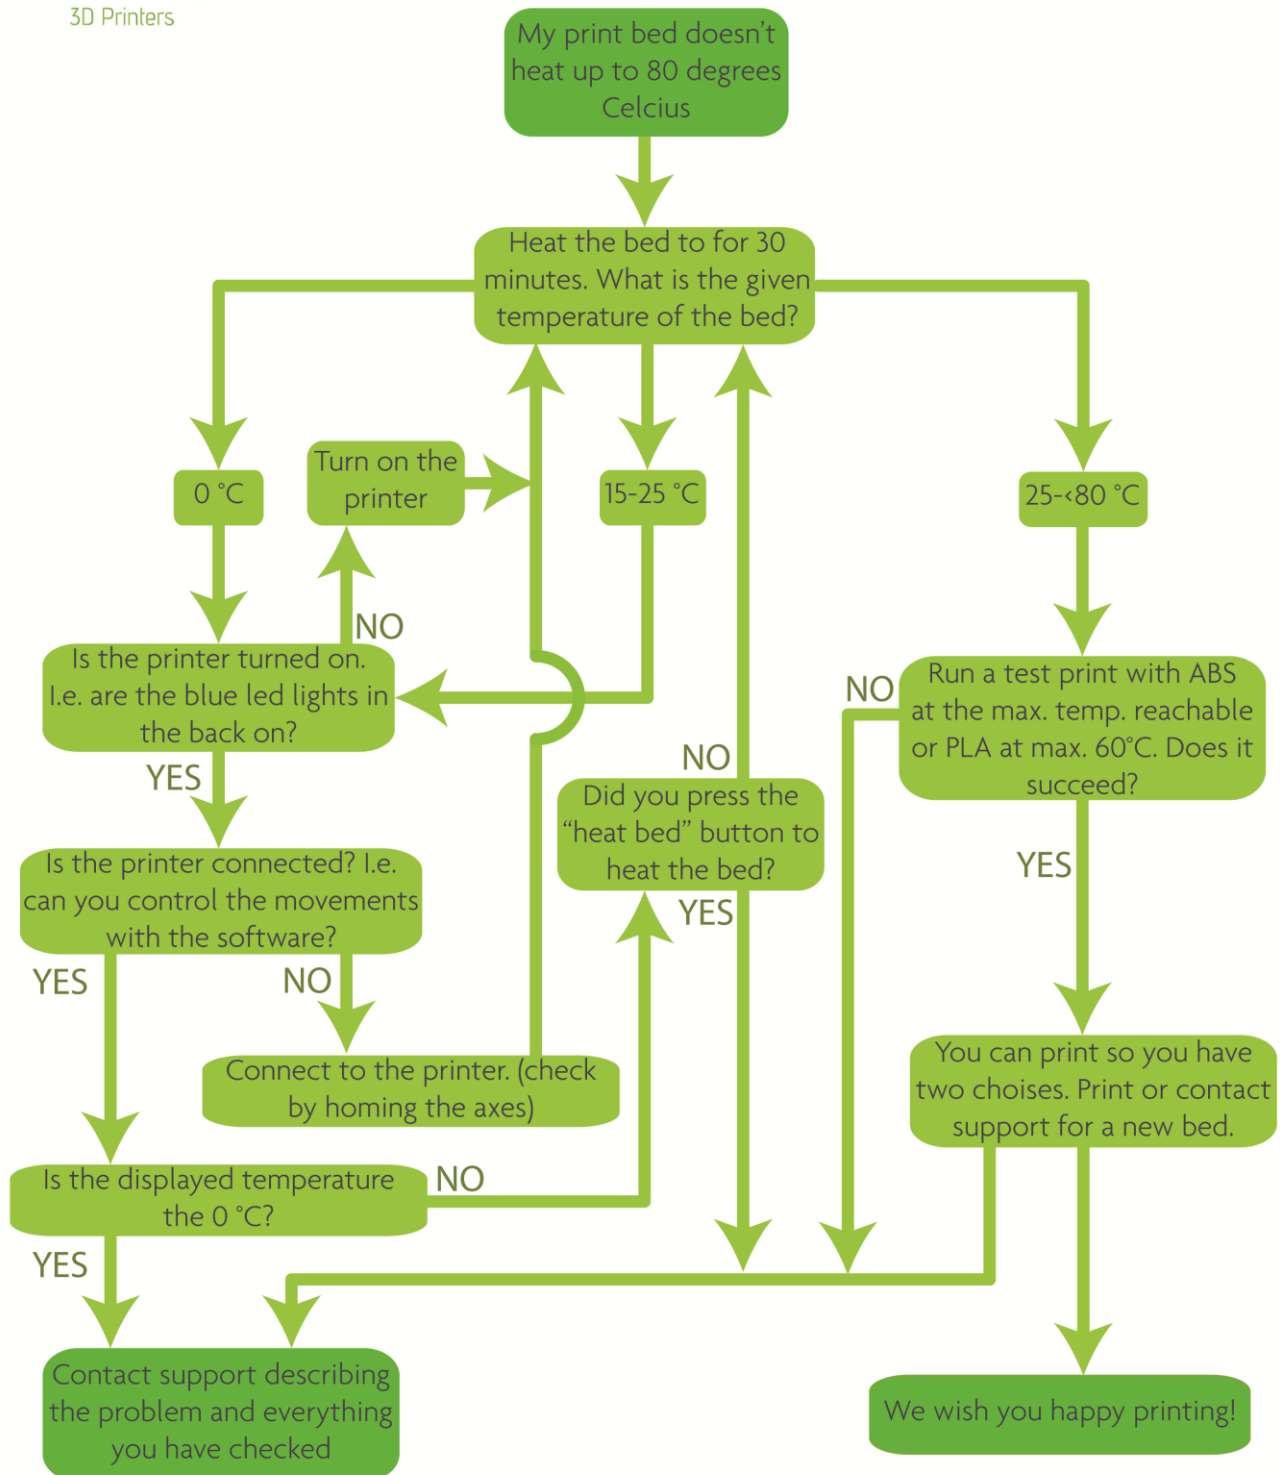 3D Printers
My print bed doesn't
heat up to 80 degrees
Celcius
Heat the bed to for 30
minutes. What is the given
temperature of the bed?
0 °C
Turn on the
printer
15-25 °C
25-<80 °C
NO
Is the printer turned on.
I.e. are the blue led lights in
the back on?
YES
NO
Run a test print with ABS
at the max. temp. reachable
or PLA at max. 60°C. Does it
succeed?
YES
NO
Did you press the
"heat bed" button to
heat the bed?
YES
Is the printer connected? I.e.
can you control the movements
with the software?
YES
NO
Connect to the printer. (check
by homing the axes)
You can print so you have
two choises. Print or contact
support for a new bed.
Is the displayed temperature
the 0 °C?
NO
YES
Contact support describing
the problem and everything
you have checked
We wish you happy printing!